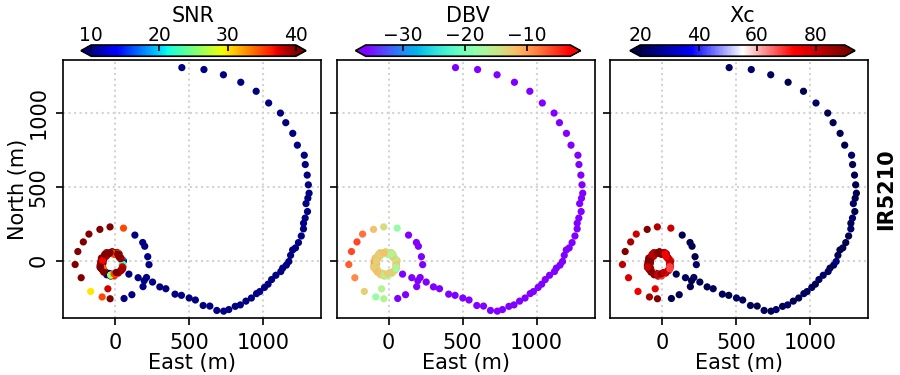 SNR DBV Xc
10 20 30 40 −30 −20 −10 20 40 60 80
North (m)
1000
500
0
IR5210
0 500 1000 0 500 1000 0 500 1000
East (m) East (m) East (m)